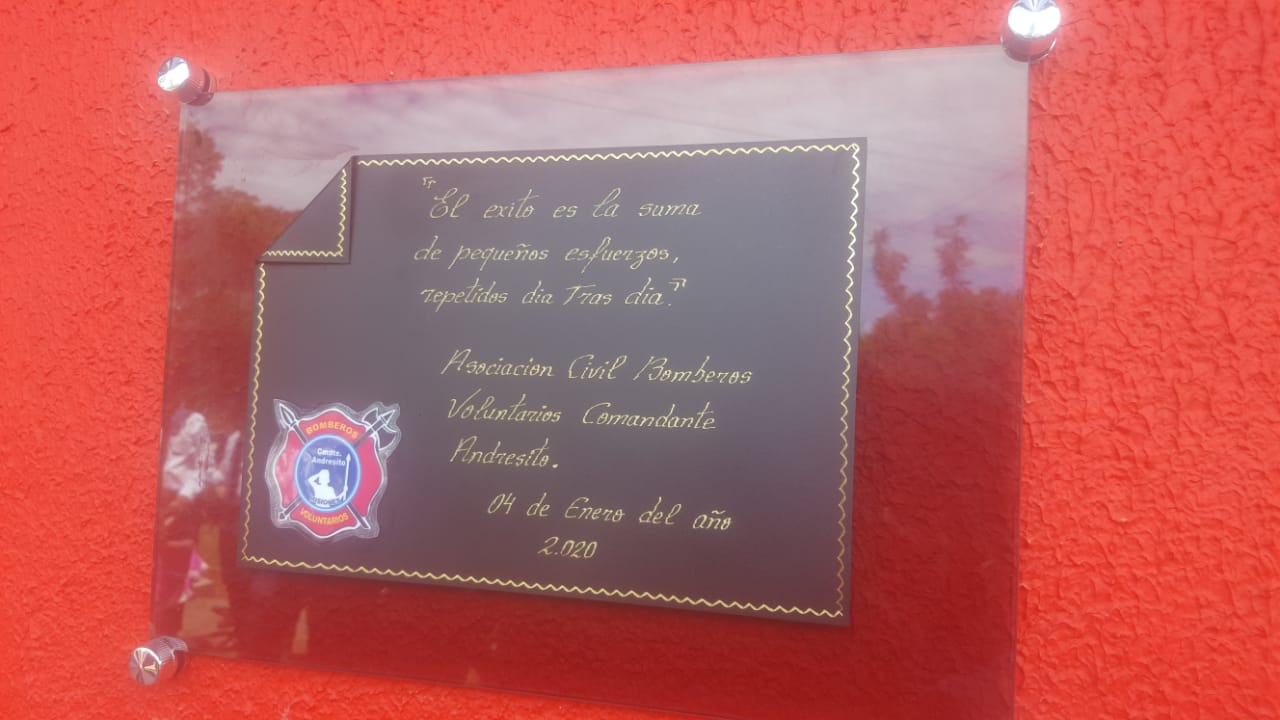 "El exito es la suma
de pequeños esfuerzos,
repetidos dia Tras dia."
Asociacion Civil Bomberos
Voluntarios Comandante
Andresito.
04 de Enero del año
2.020
BOMBEROS
Cmdte.
Andresito
VOLUNTARIOS